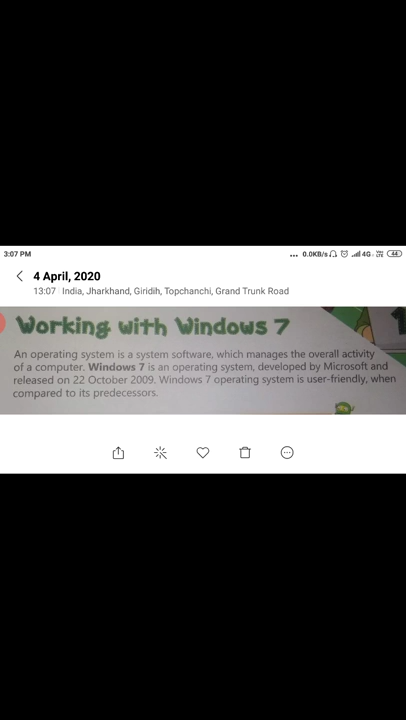 3:07 PM ... 0.0KB/s 4G 44
4 April, 2020
13:07 India, Jharkhand, Giridih, Topchanchi, Grand Trunk Road
Working with Windows 7
An operating system is a system software, which manages the overall activity
of a computer. Windows 7 is an operating system, developed by Microsoft and
released on 22 October 2009. Windows 7 operating system is user-friendly, when
compared to its predecessors.